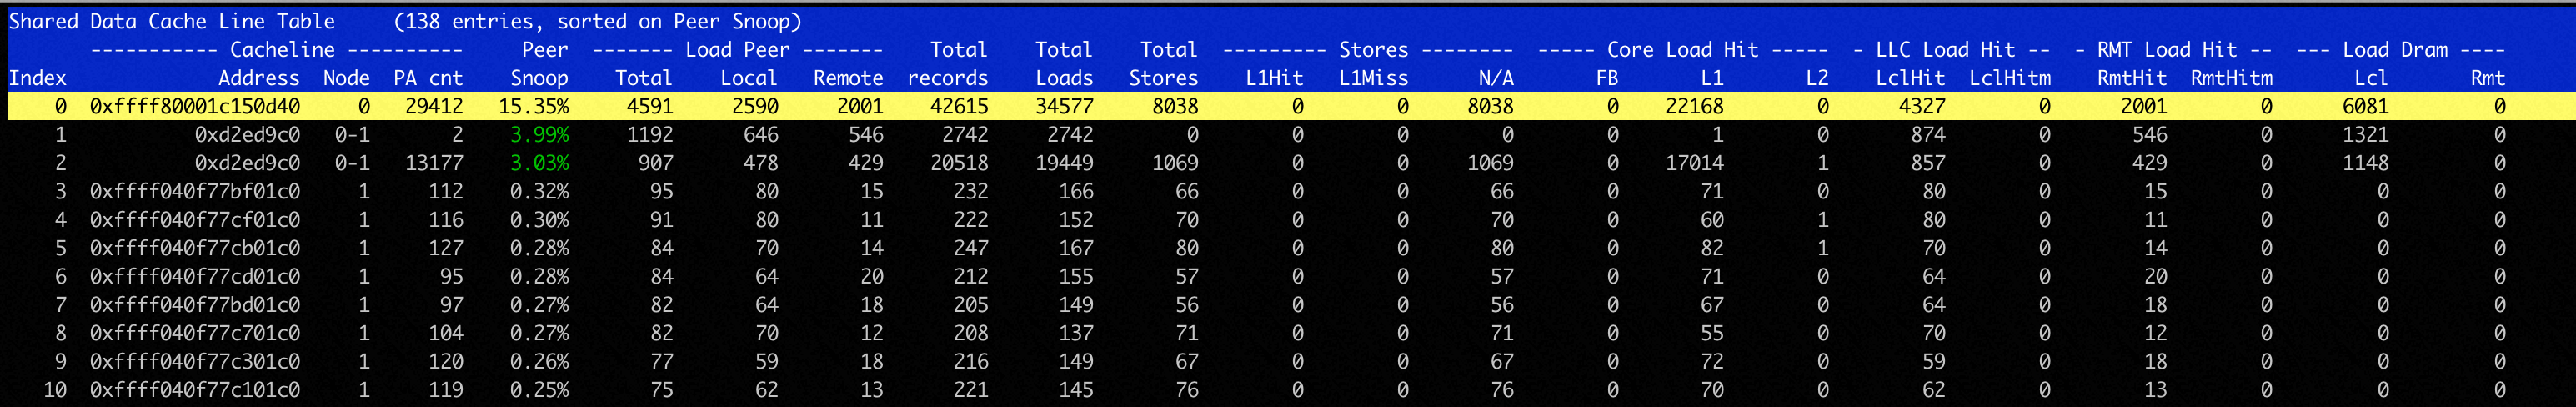 Shared Data Cache Line Table     (138 entries, sorted on Peer Snoop)
----------- Cacheline ----------     Peer  ------- Load Peer -------    Total    Total    Total  --------- Stores --------  ----- Core Load Hit -----  - LLC Load Hit --  - RMT Load Hit --  --- Load Dram ----
Index            Address  Node  PA cnt    Snoop    Total    Local   Remote  records    Loads   Stores    L1Hit   L1Miss      N/A       FB       L1       L2   LclHit  LclHitm   RmtHit  RmtHitm      Lcl      Rmt
0  0xffff80001c150d40     0   29412   15.35%     4591     2590     2001    42615    34577     8038        0        0     8038        0    22168        0     4327        0     2001        0     6081        0
1          0xd2ed9c0   0-1       2    3.99%     1192      646      546     2742     2742        0        0        0        0        0        1        0      874        0      546        0     1321        0
2          0xd2ed9c0   0-1   13177    3.03%      907      478      429    20518    19449     1069        0        0     1069        0    17014        1      857        0      429        0     1148        0
3  0xffff040f77bf01c0     1     112    0.32%       95       80       15      232      166       66        0        0       66        0       71        0       80        0       15        0        0        0
4  0xffff040f77cf01c0     1     116    0.30%       91       80       11      222      152       70        0        0       70        0       60        1       80        0       11        0        0        0
5  0xffff040f77cb01c0     1     127    0.28%       84       70       14      247      167       80        0        0       80        0       82        1       70        0       14        0        0        0
6  0xffff040f77cd01c0     1      95    0.28%       84       64       20      212      155       57        0        0       57        0       71        0       64        0       20        0        0        0
7  0xffff040f77bd01c0     1      97    0.27%       82       64       18      205      149       56        0        0       56        0       67        0       64        0       18        0        0        0
8  0xffff040f77c701c0     1     104    0.27%       82       70       12      208      137       71        0        0       71        0       55        0       70        0       12        0        0        0
9  0xffff040f77c301c0     1     120    0.26%       77       59       18      216      149       67        0        0       67        0       72        0       59        0       18        0        0        0
10  0xffff040f77c101c0     1     119    0.25%       75       62       13      221      145       76        0        0       76        0       70        0       62        0       13        0        0        0